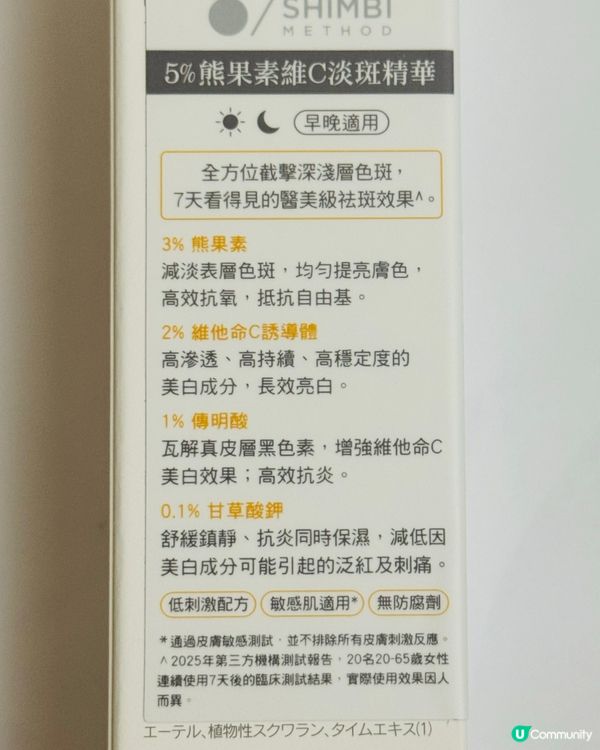 SHIMBI
METHOD
5%熊果素維C淡斑精華
早晚適用
全方位截擊深淺層色斑，
7天看得見的醫美級祛斑效果^。
3% 熊果素
減淡表層色斑，均勻提亮膚色，
高效抗氧，抵抗自由基。
2% 維他命C誘導體
高滲透、高持續、高穩定度的
美白成分，長效亮白。
1% 傳明酸
瓦解真皮層黑色素，增強維他命C
美白效果；高效抗炎。
0.1% 甘草酸鉀
舒緩鎮靜、抗炎同時保濕，減低因
美白成分可能引起的泛紅及刺痛。
低刺激配方 敏感肌適用* 無防腐劑
*通過皮膚敏感測試，並不排除所有皮膚刺激反應。
^ 2025年第三方機構測試報告，20名20-65歲女性
連續使用7天後的臨床測試結果，實際使用效果因人
而異。
エーテル、植物性スクワラン、タイムエキス(1)
U Community